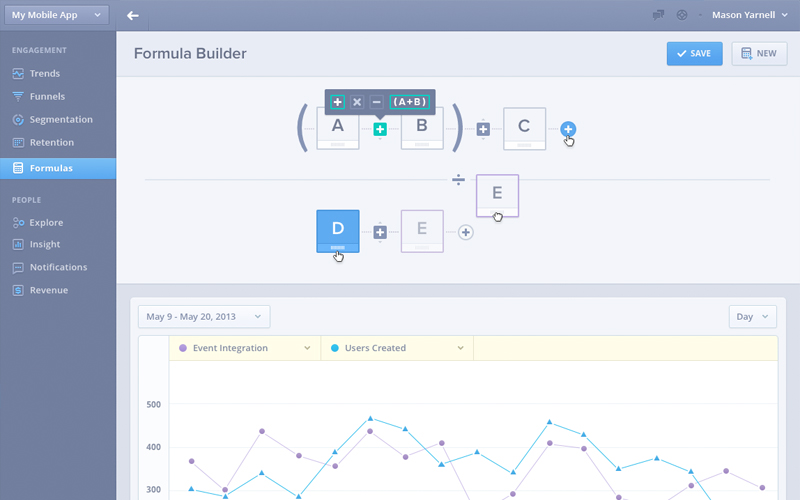 My Mobile App
Mason Yarnell
ENGAGEMENT
Trends
Funnels
Segmentation
Retention
Formulas
PEOPLE
Explore
Insight
Notifications
Revenue
Formula Builder
SAVE
NEW
+ × − (A+B)
( A + B ) + C +
÷
E
D + E +
May 9 - May 20, 2013
Day
Event Integration
Users Created
500
400
300